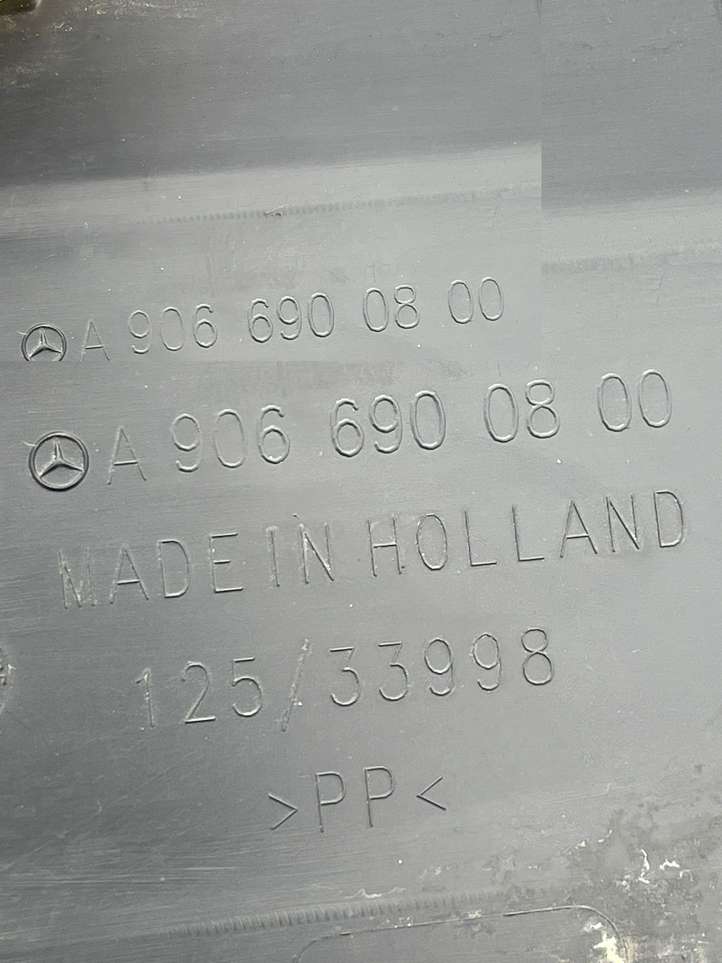 A 906 690 08 00
A 906 690 08 00
MADE IN HOLLAND
125/33998
>PP<